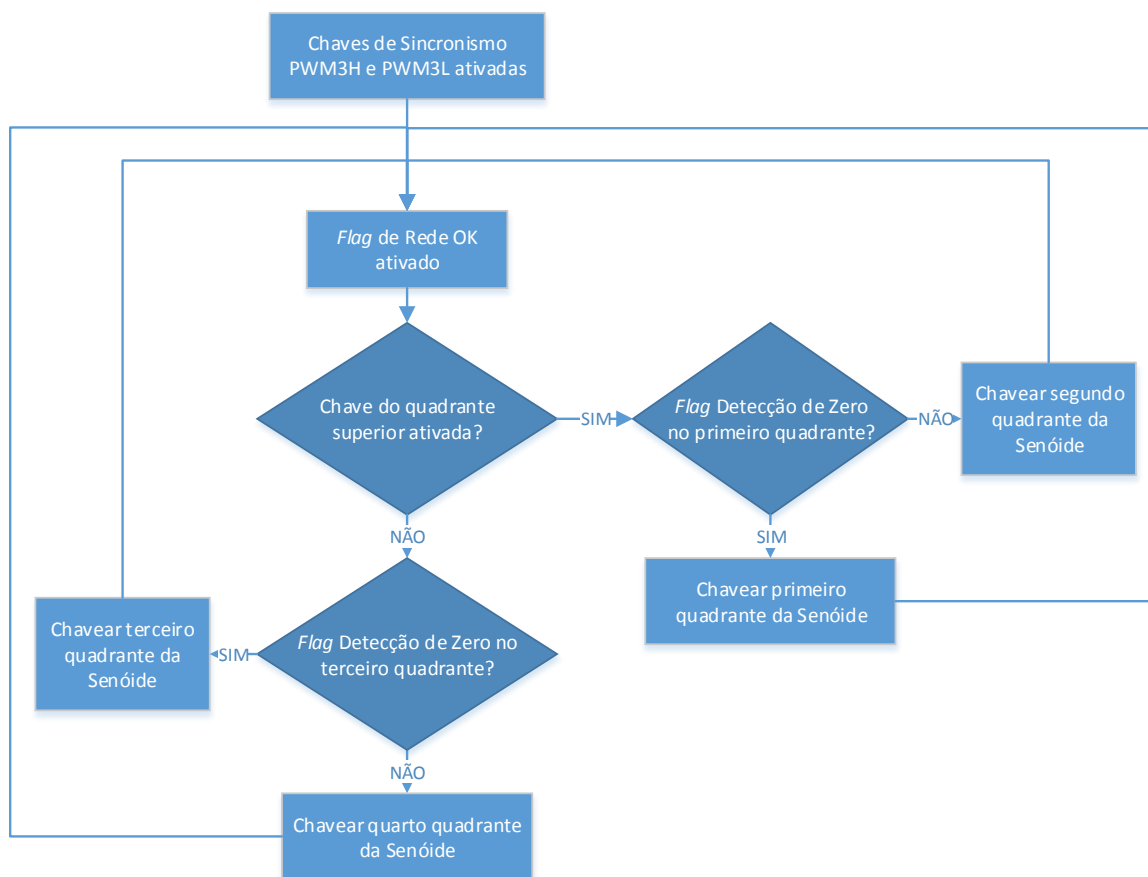 Chaves de Sincronismo
PWM3H e PWM3L ativadas
Flag de Rede OK
ativado
Chave do quadrante
superior ativada?
SIM
Flag Detecção de Zero
no primeiro quadrante?
NÃO
Chavear segundo
quadrante da
Senóide
NÃO
SIM
Chavear primeiro
quadrante da Senóide
Flag Detecção de Zero no
terceiro quadrante?
SIM
Chavear terceiro
quadrante da
Senóide
NÃO
Chavear quarto quadrante
da Senóide